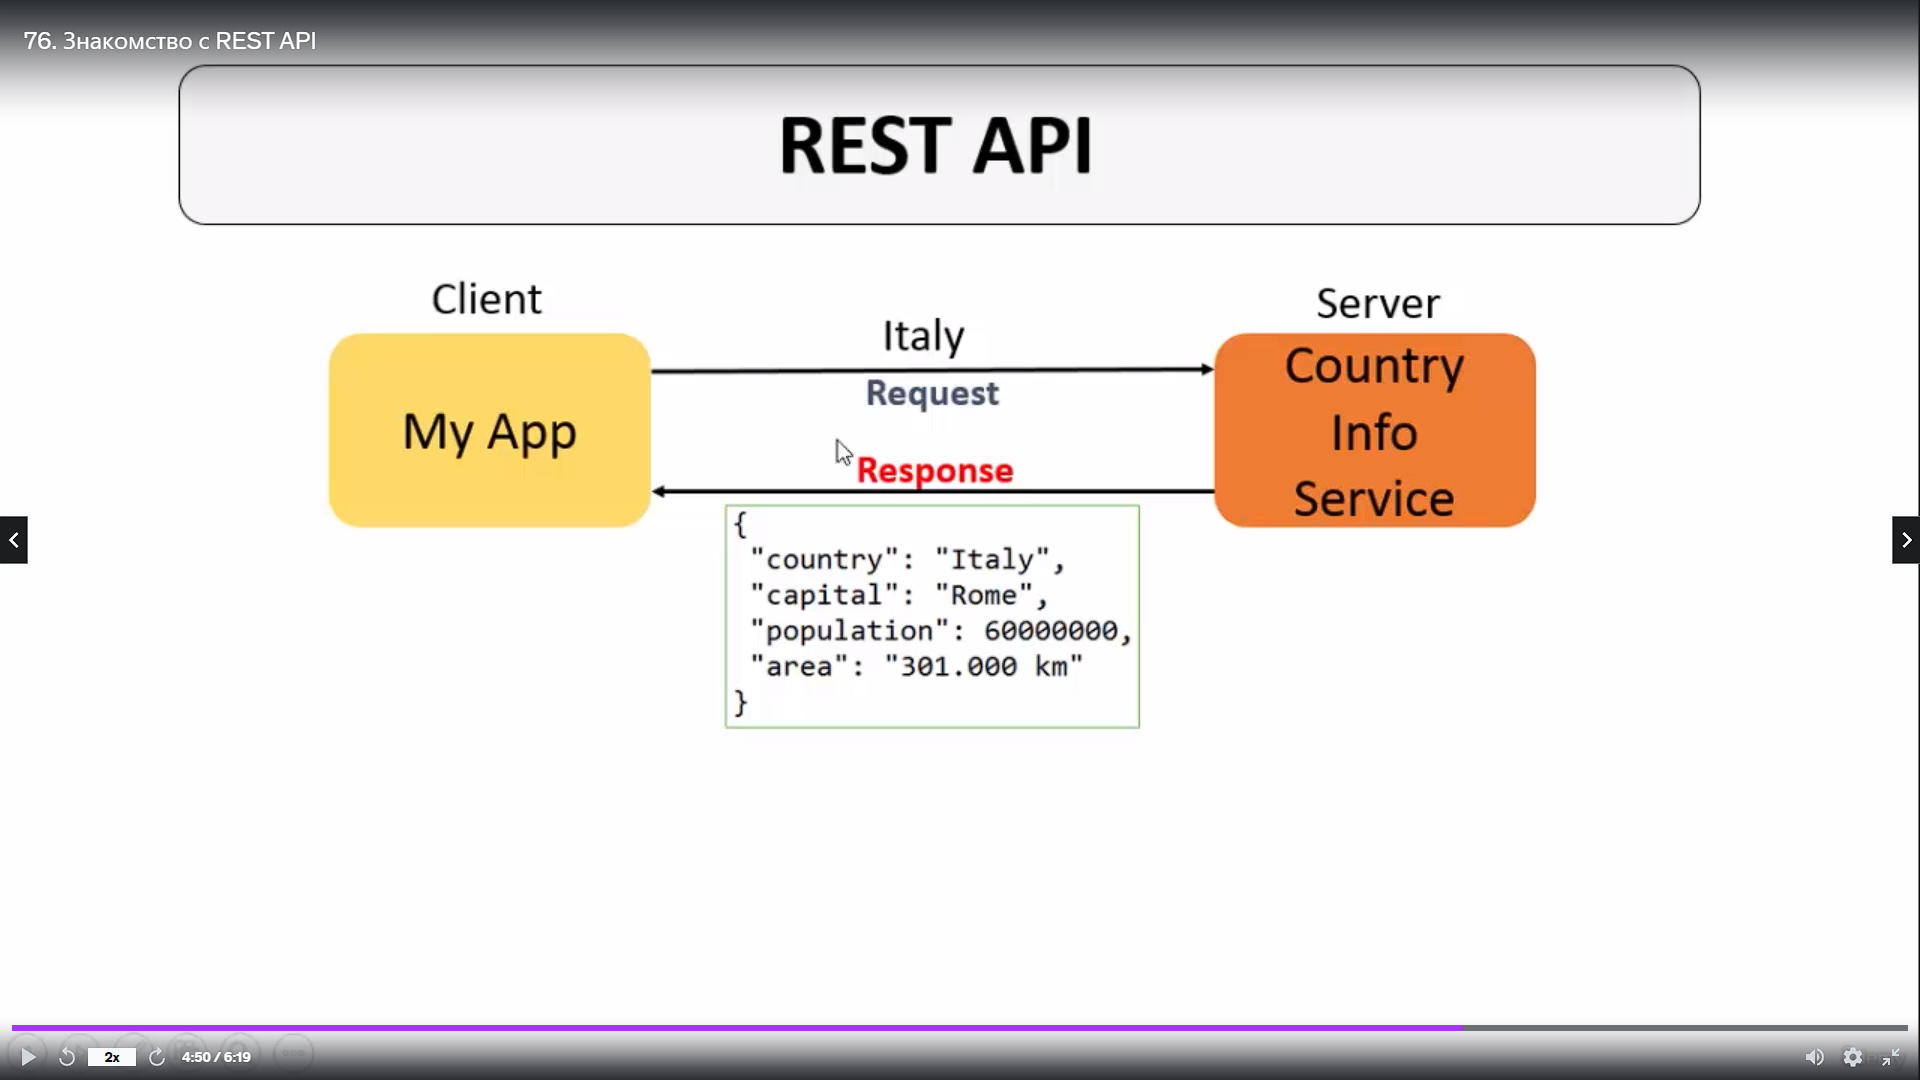 76. Знакомство с REST API
REST API
Client
Server
Italy
Request
My App
Country
Info
Service
Response
{
"country": "Italy",
"capital": "Rome",
"population": 60000000,
"area": "301.000 km"
}
2x
4:50 / 6:19